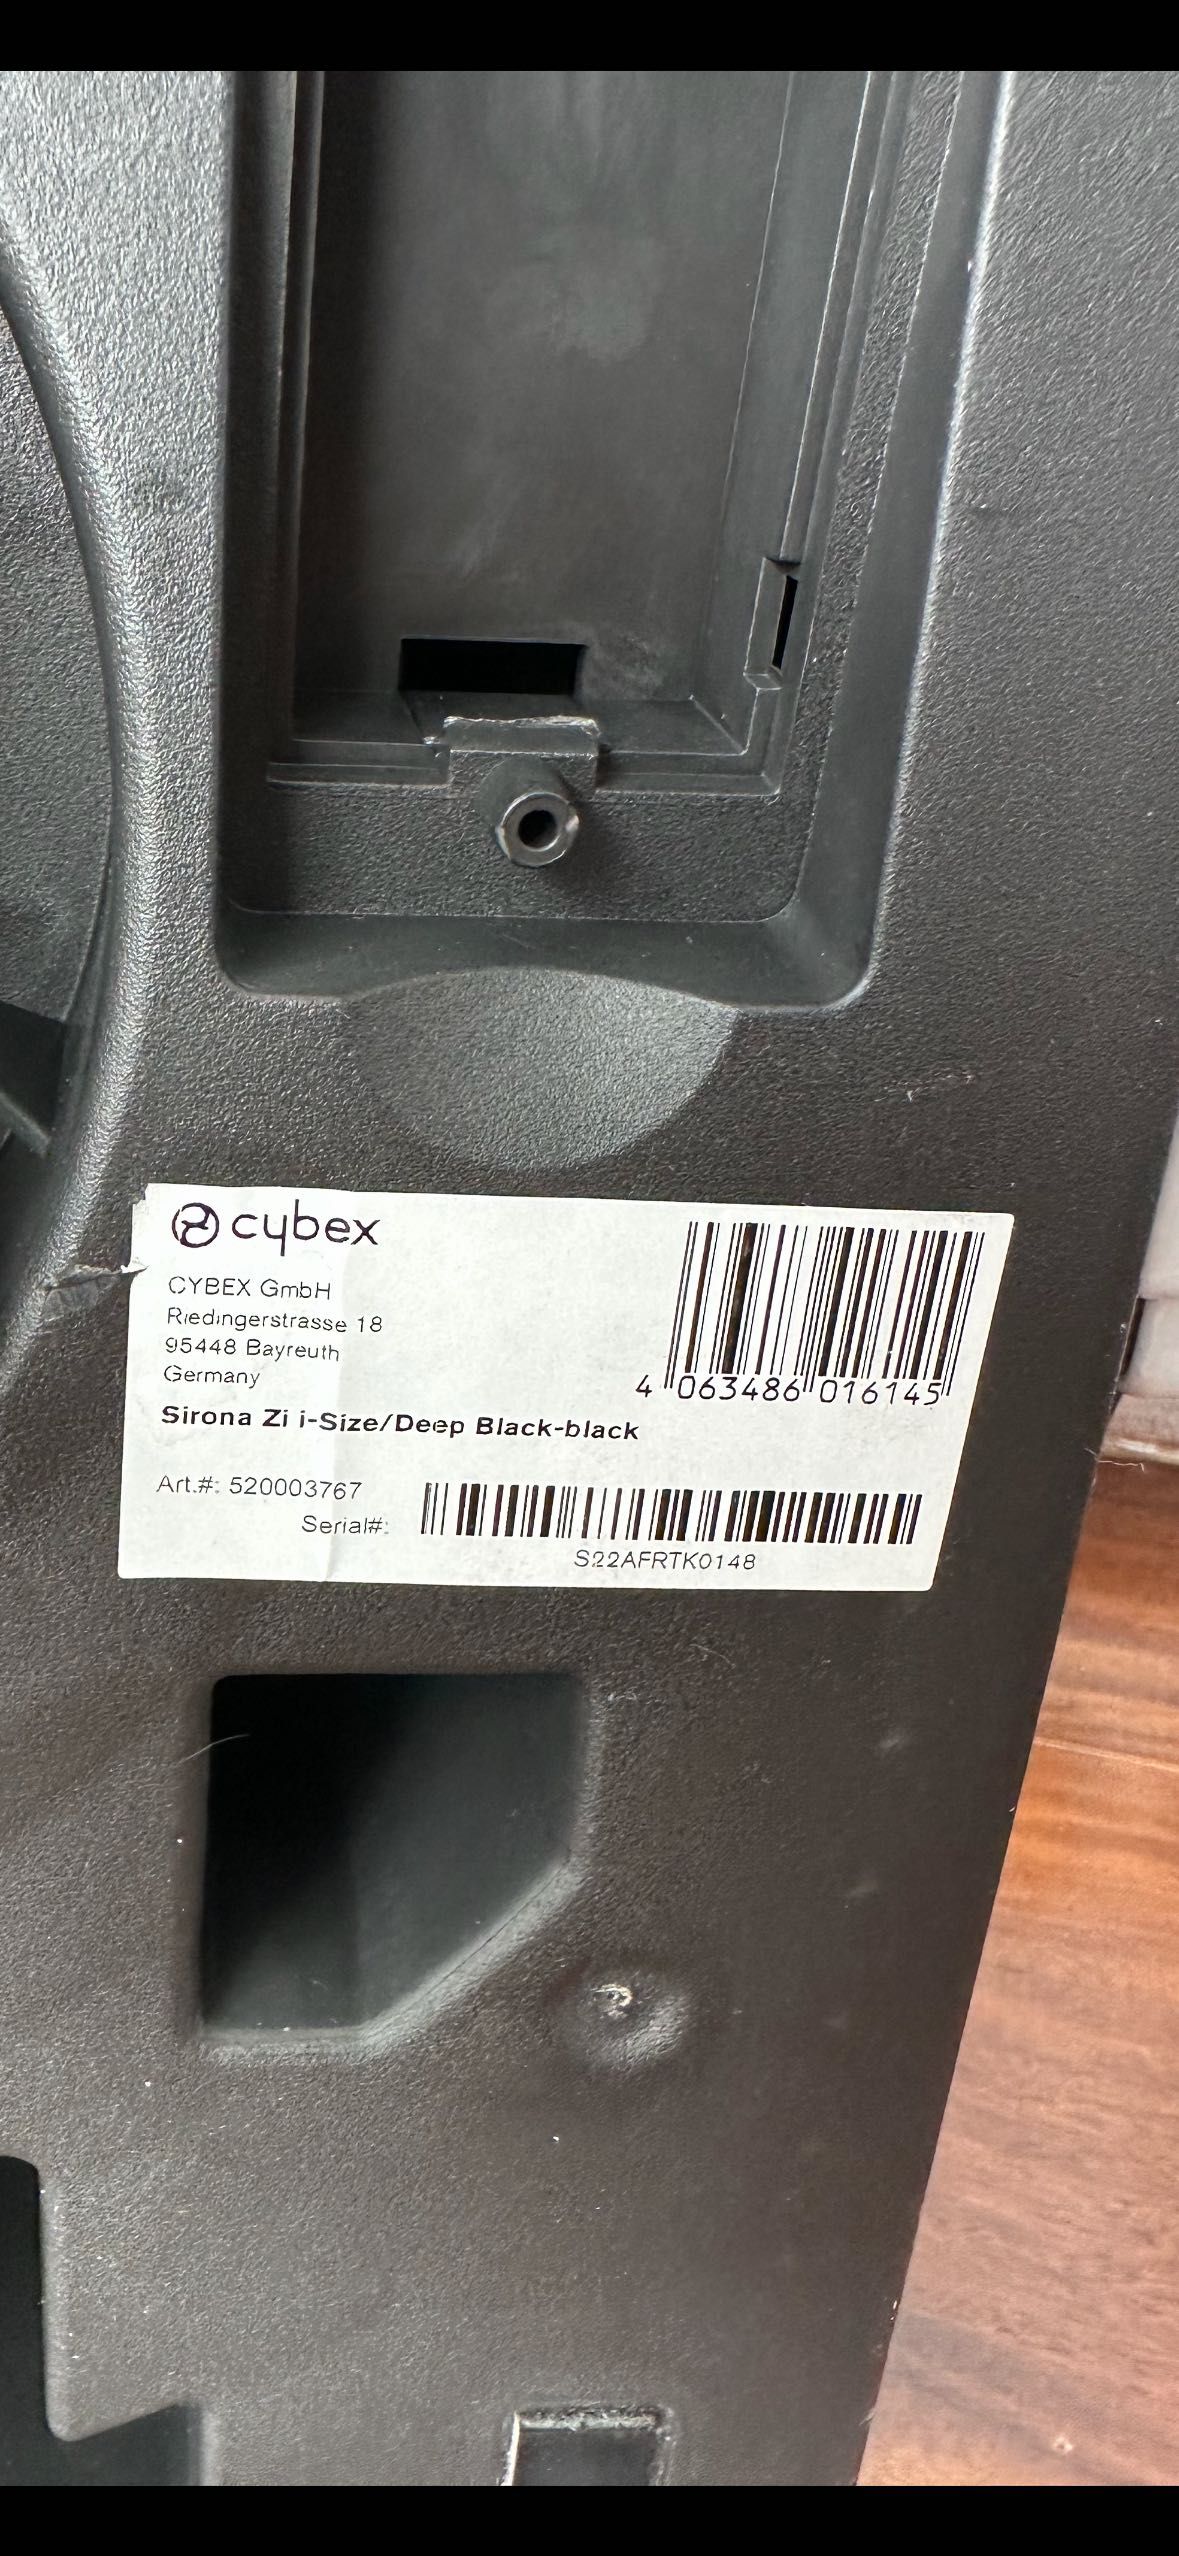 cybex
CYBEX GmbH
Riedingerstrasse 18
95448 Bayreuth
Germany
4 063486 016145
Sirona Zi i-Size/Deep Black-black
Art.#: 520003767
Serial#:
S22AFRTK0148